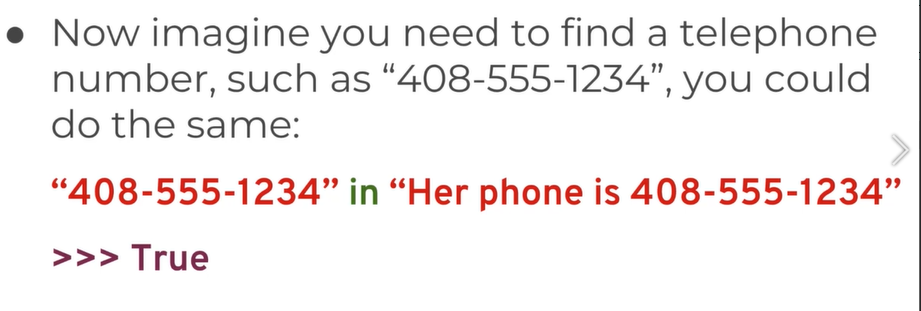 ● Now imagine you need to find a telephone
number, such as “408-555-1234”, you could
do the same:
“408-555-1234” in “Her phone is 408-555-1234”
>>> True